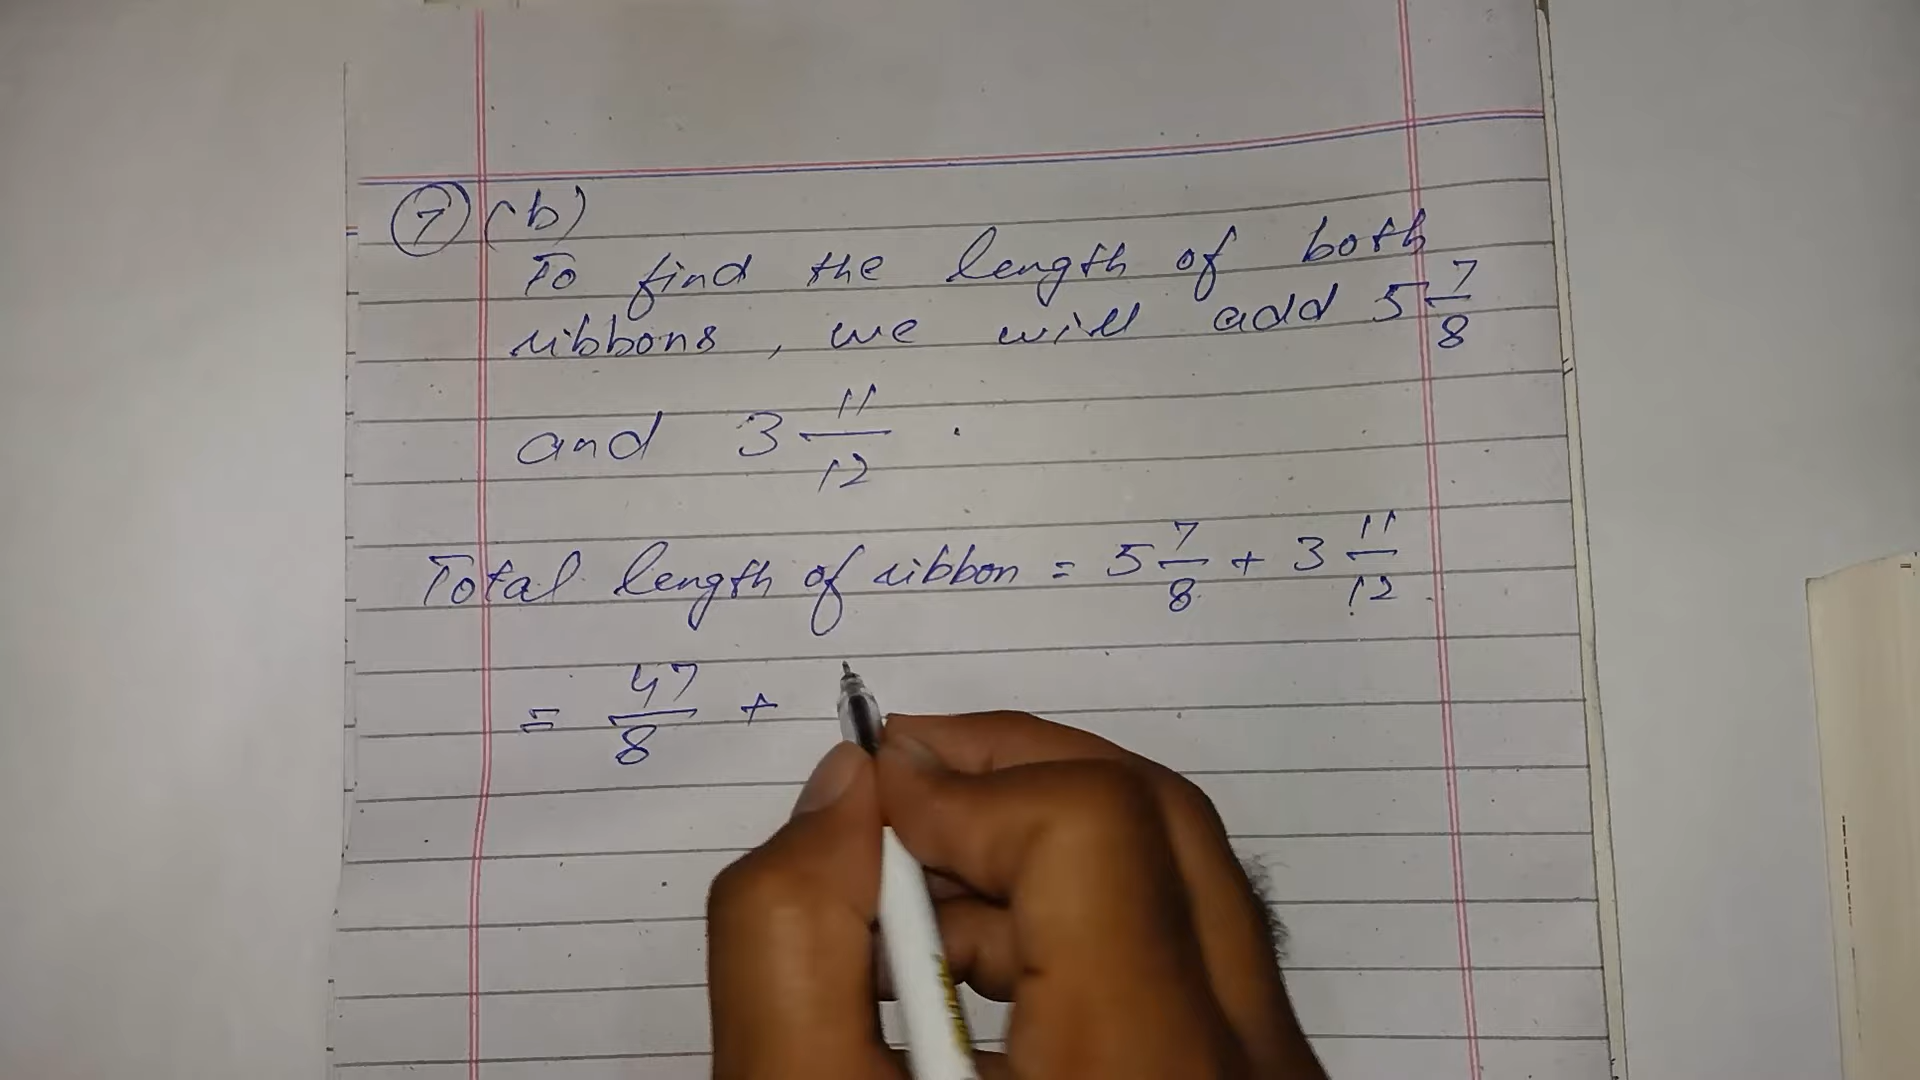 7 (b)
To find the length of both
ribbons, we will add 5 7/8
and 3 11/12 .
Total length of ribbon = 5 7/8 + 3 11/12
= 47/8 +